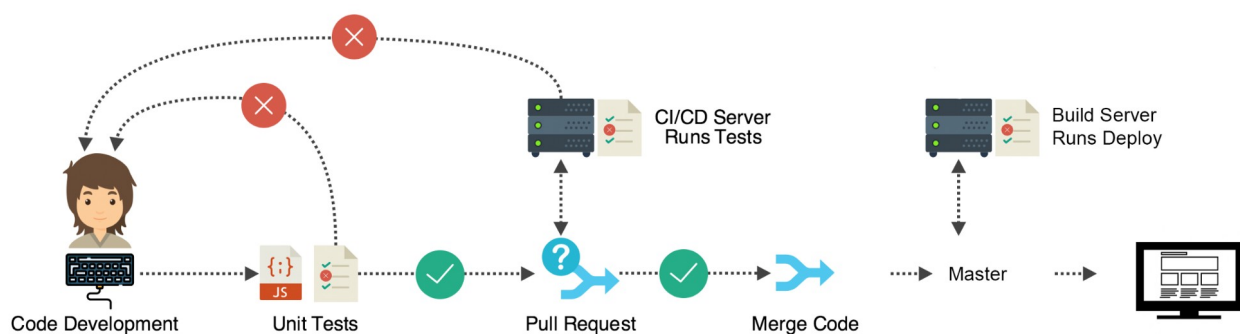 CI/CD Server
Runs Tests
Build Server
Runs Deploy
{;}
JS
?
Master
Code Development
Unit Tests
Pull Request
Merge Code